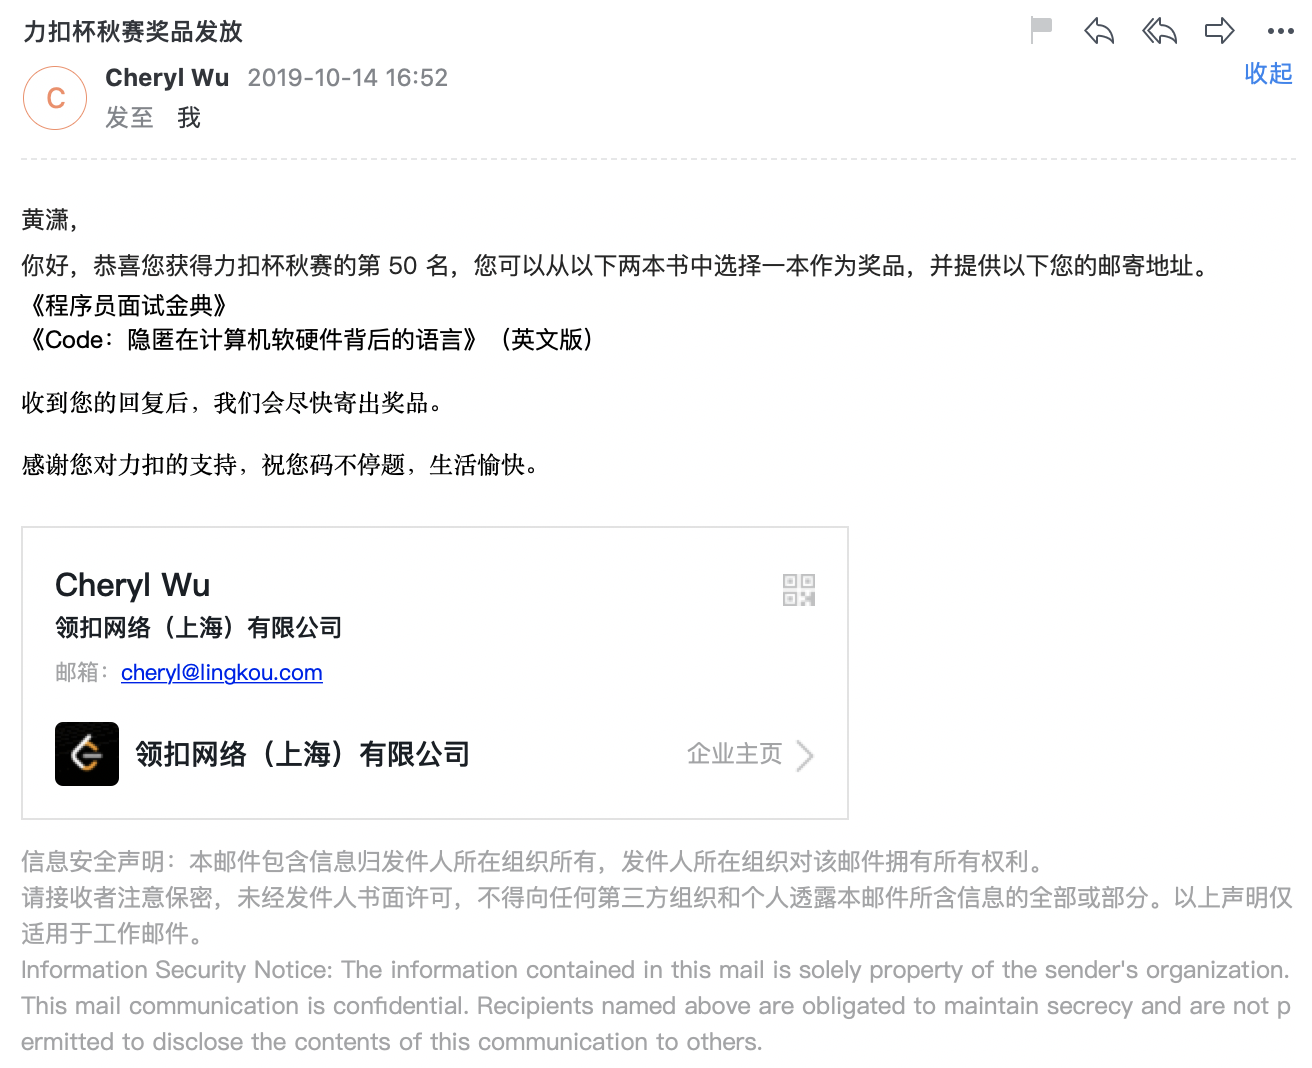 力扣杯秋赛奖品发放
Cheryl Wu 2019-10-14 16:52
收起
C
发至 我
黄潇，
你好，恭喜您获得力扣杯秋赛的第 50 名，您可以从以下两本书中选择一本作为奖品，并提供以下您的邮寄地址。
《程序员面试金典》
《Code：隐匿在计算机软硬件背后的语言》（英文版）
收到您的回复后，我们会尽快寄出奖品。
感谢您对力扣的支持，祝您码不停题，生活愉快。
Cheryl Wu
领扣网络（上海）有限公司
邮箱：cheryl@lingkou.com
领扣网络（上海）有限公司
企业主页
信息安全声明：本邮件包含信息归发件人所在组织所有，发件人所在组织对该邮件拥有所有权利。
请接收者注意保密，未经发件人书面许可，不得向任何第三方组织和个人透露本邮件所含信息的全部或部分。以上声明仅
适用于工作邮件。
Information Security Notice: The information contained in this mail is solely property of the sender's organization.
This mail communication is confidential. Recipients named above are obligated to maintain secrecy and are not p
ermitted to disclose the contents of this communication to others.